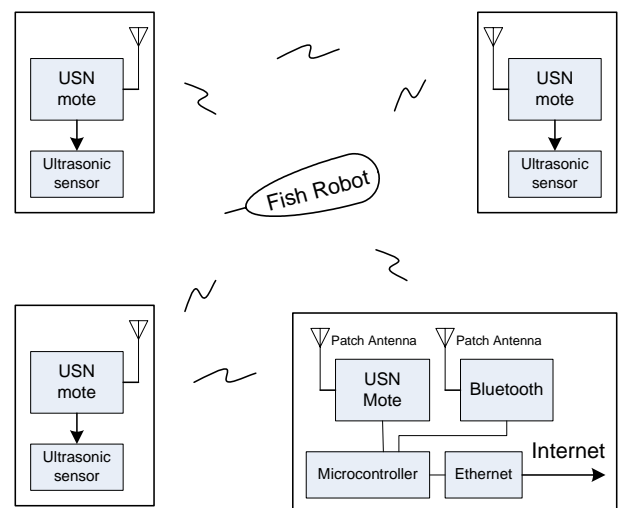 USN
mote
Ultrasonic
sensor
USN
mote
Ultrasonic
sensor
Fish Robot
USN
mote
Ultrasonic
sensor
Patch Antenna
Patch Antenna
USN
Mote
Bluetooth
Microcontroller
Ethernet
Internet